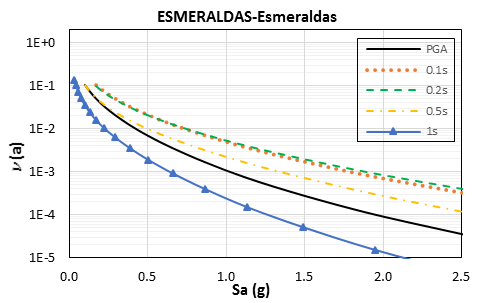 ESMERALDAS-Esmeraldas
1E+0
1E-1
1E-2
1E-3
1E-4
1E-5
ν (a)
PGA
0.1s
0.2s
0.5s
1s
0.0 0.5 1.0 1.5 2.0 2.5
Sa (g)